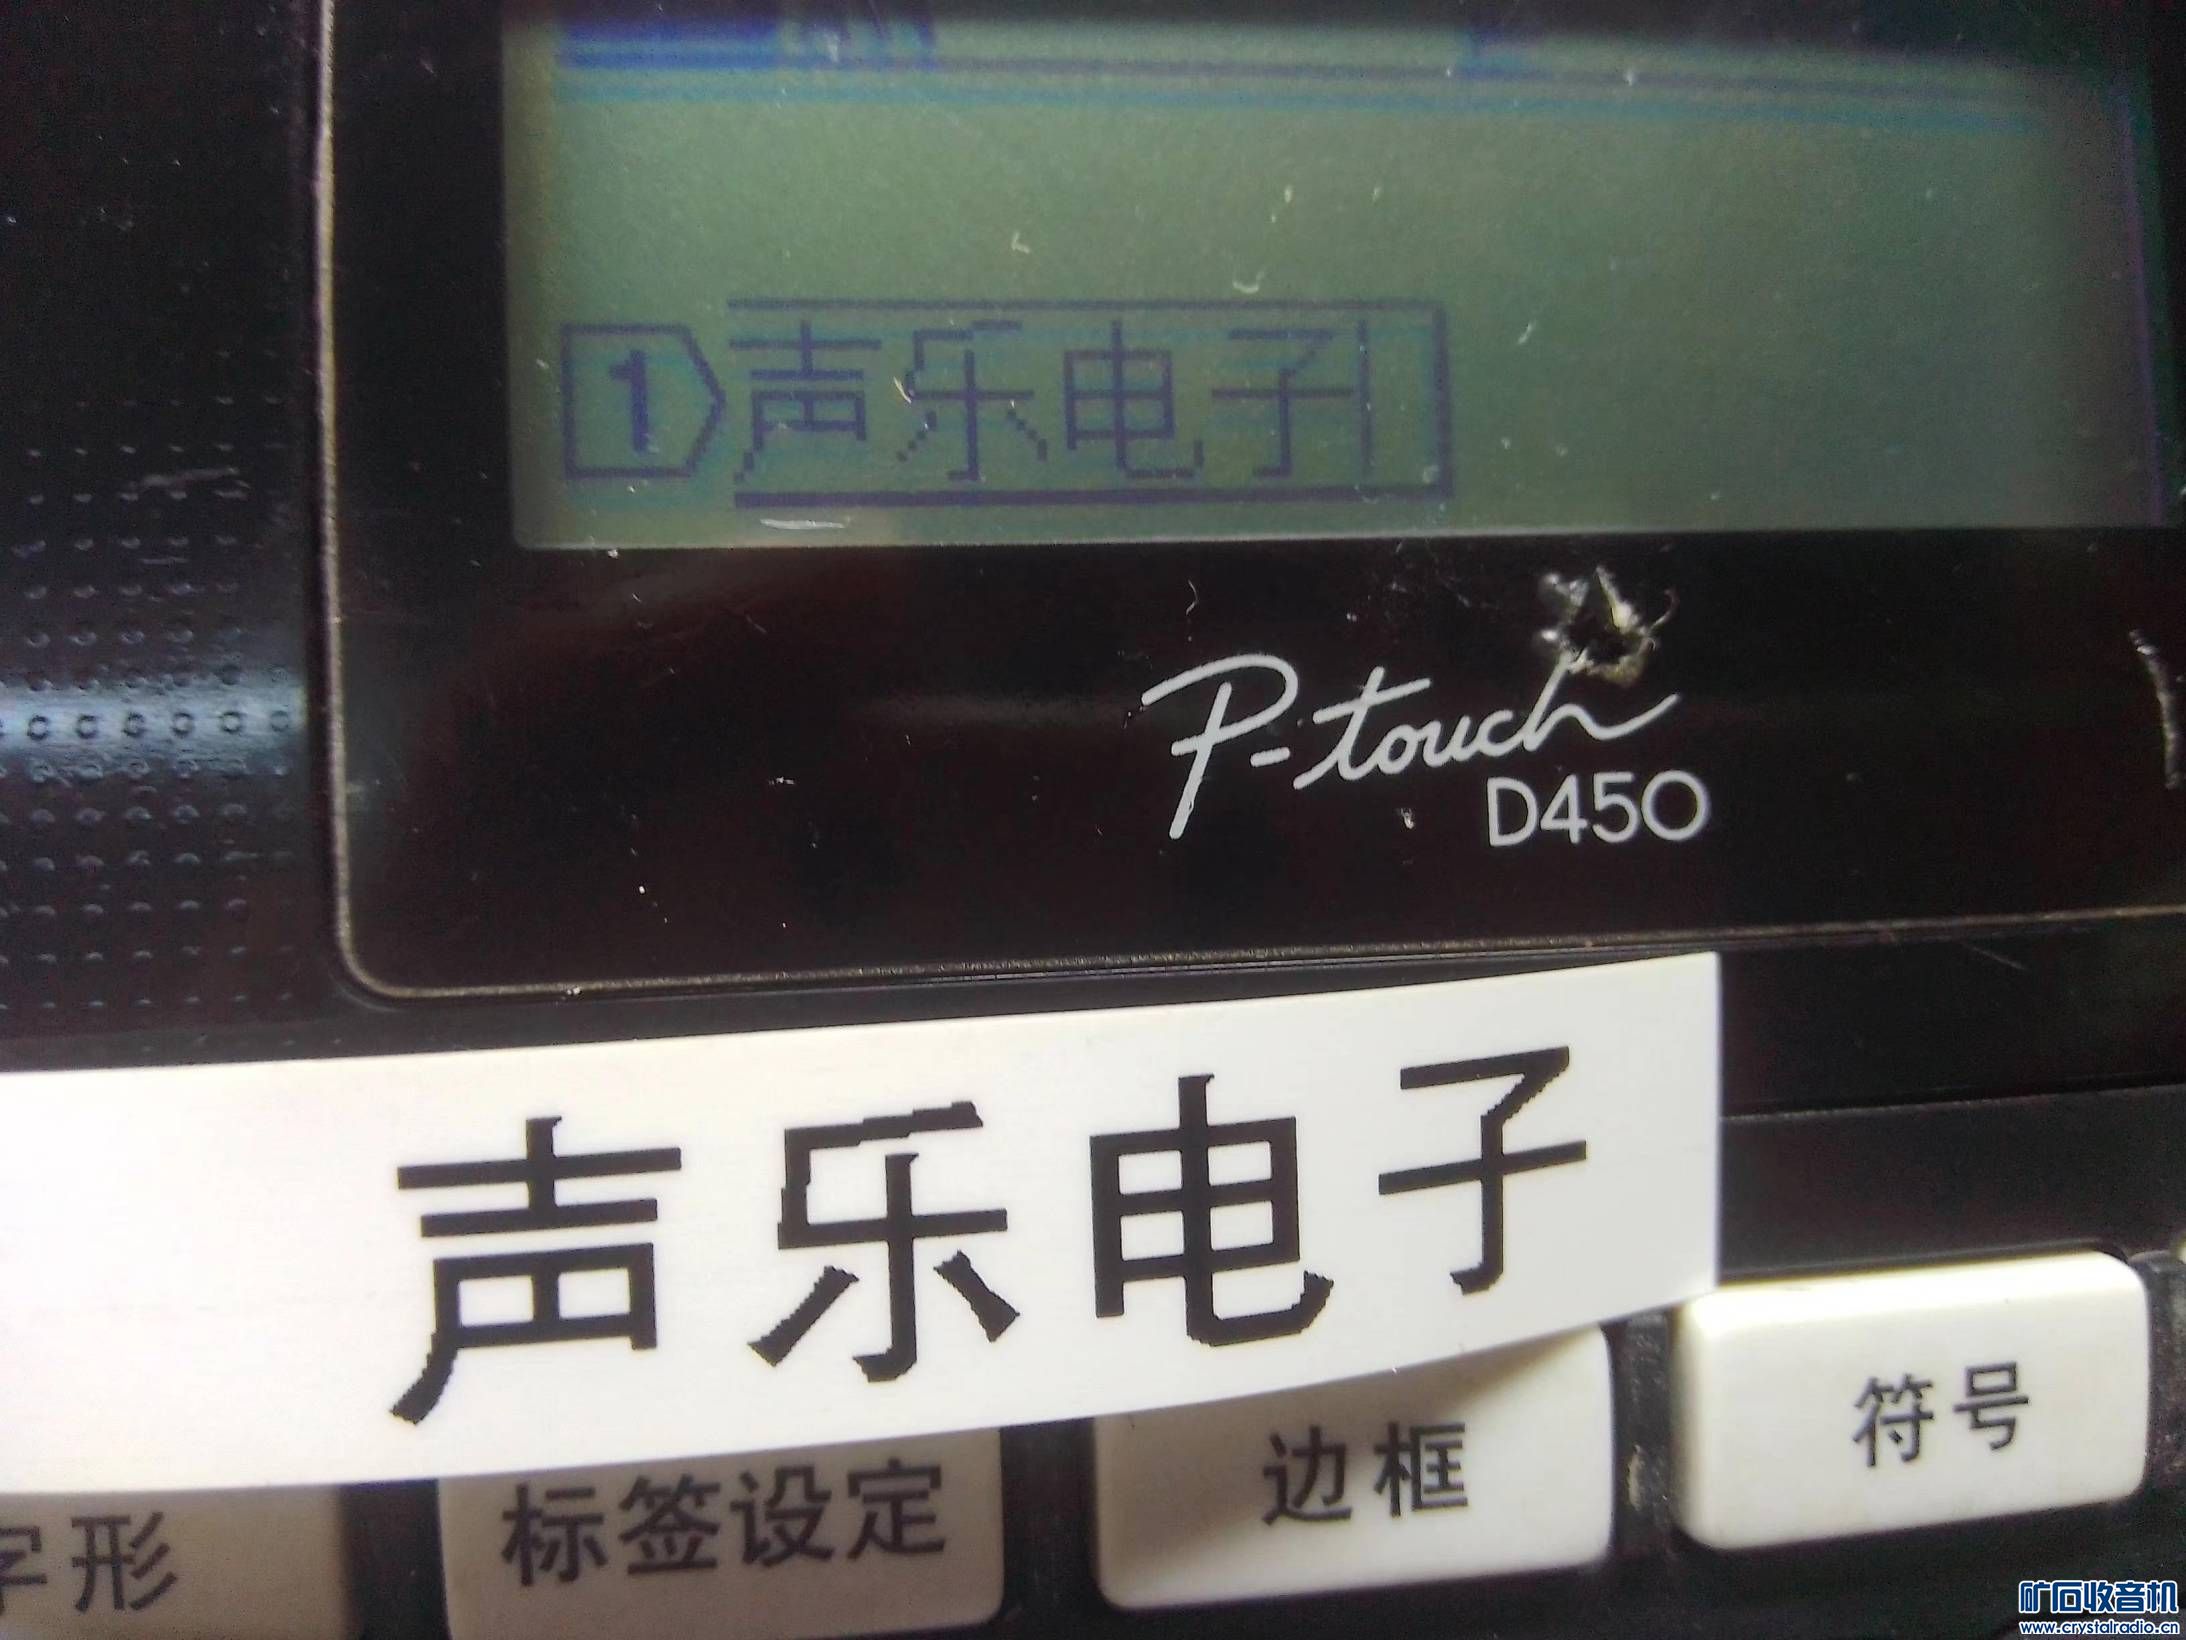 1声乐电子
P-touch
D450
声乐电子
字形
标签设定
边框
符号
矿石收音机
www.crystalradio.cn